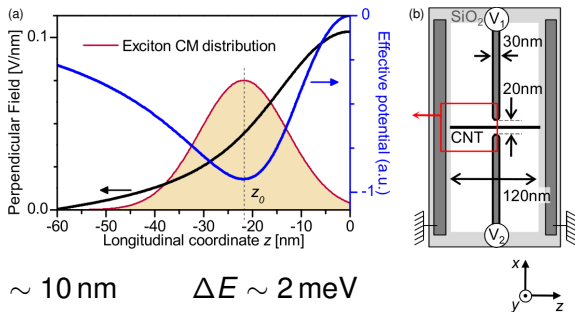 (a)
0.1
0.0
Perpendicular Field [V/nm]
Exciton CM distribution
z₀
0
-1
Effective potential (a.u.)
-60 -50 -40 -30 -20 -10 0
Longitudinal coordinate z [nm]
(b)
SiO₂
V₁
30nm
20nm
CNT
120nm
V₂
x
y
z
∼ 10 nm
ΔE ∼ 2 meV